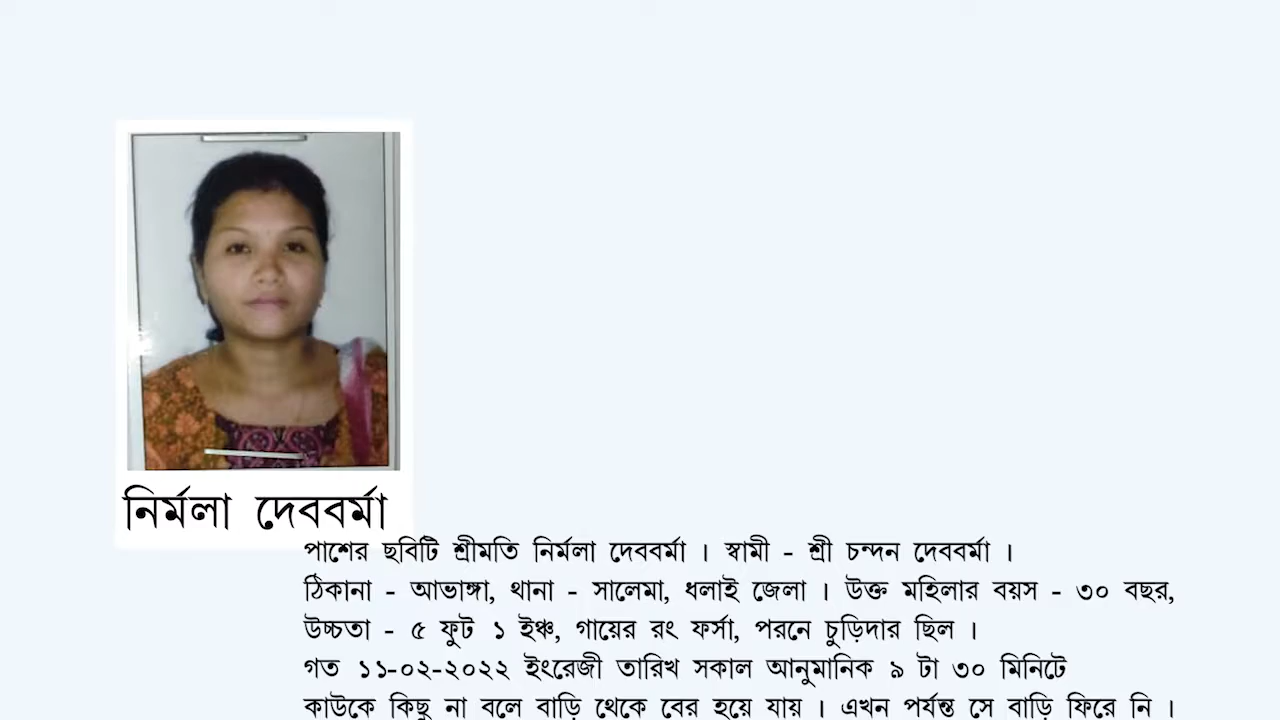 নির্মলা দেববর্মা
পাশের ছবিটি শ্রীমতি নির্মলা দেববর্মা । স্বামী - শ্রী চন্দন দেববর্মা ।
ঠিকানা - আভাঙ্গা, থানা - সালেমা, ধলাই জেলা । উক্ত মহিলার বয়স - ৩০ বছর,
উচ্চতা - ৫ ফুট ১ ইঞ্চ, গায়ের রং ফর্সা, পরনে চুড়িদার ছিল ।
গত ১১-০২-২০২২ ইংরেজী তারিখ সকাল আনুমানিক ৯ টা ৩০ মিনিটে
কাউকে কিছু না বলে বাড়ি থেকে বের হয়ে যায় । এখন পর্যন্ত সে বাড়ি ফিরে নি ।